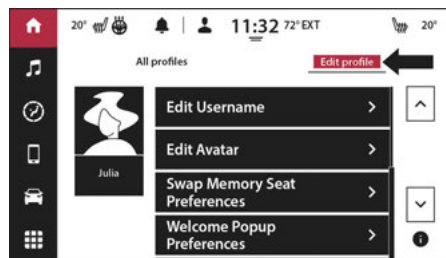 20° 11:32 72°EXT 20°
All profiles Edit profile
Edit Username
Edit Avatar
Julia
Swap Memory Seat
Preferences
Welcome Popup
Preferences